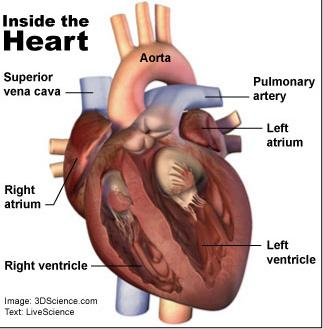 Inside the
Heart
Aorta
Superior
vena cava
Pulmonary
artery
Left
atrium
Right
atrium
Left
ventricle
Right ventricle
Image: 3DScience.com
Text: LiveScience